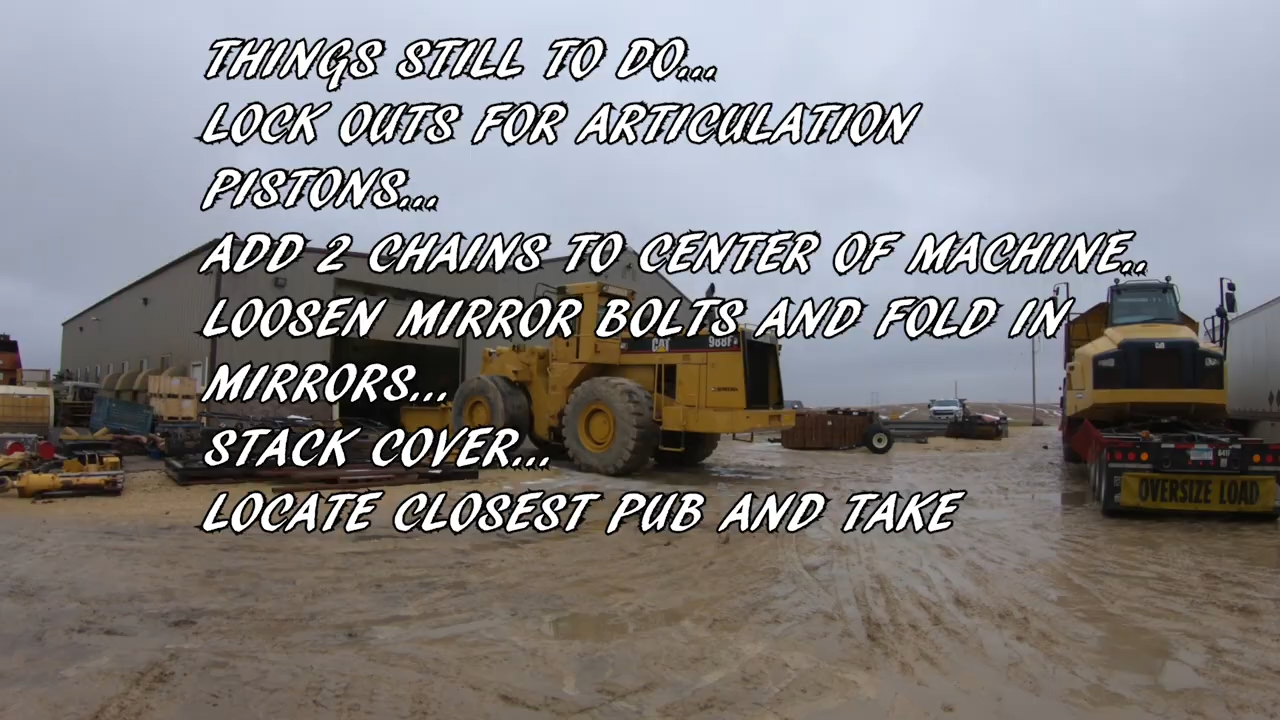 THINGS STILL TO DO...
LOCK OUTS FOR ARTICULATION
PISTONS...
ADD 2 CHAINS TO CENTER OF MACHINE..
LOOSEN MIRROR BOLTS AND FOLD IN
MIRRORS...
STACK COVER...
LOCATE CLOSEST PUB AND TAKE
CAT 988F
OVERSIZE LOAD